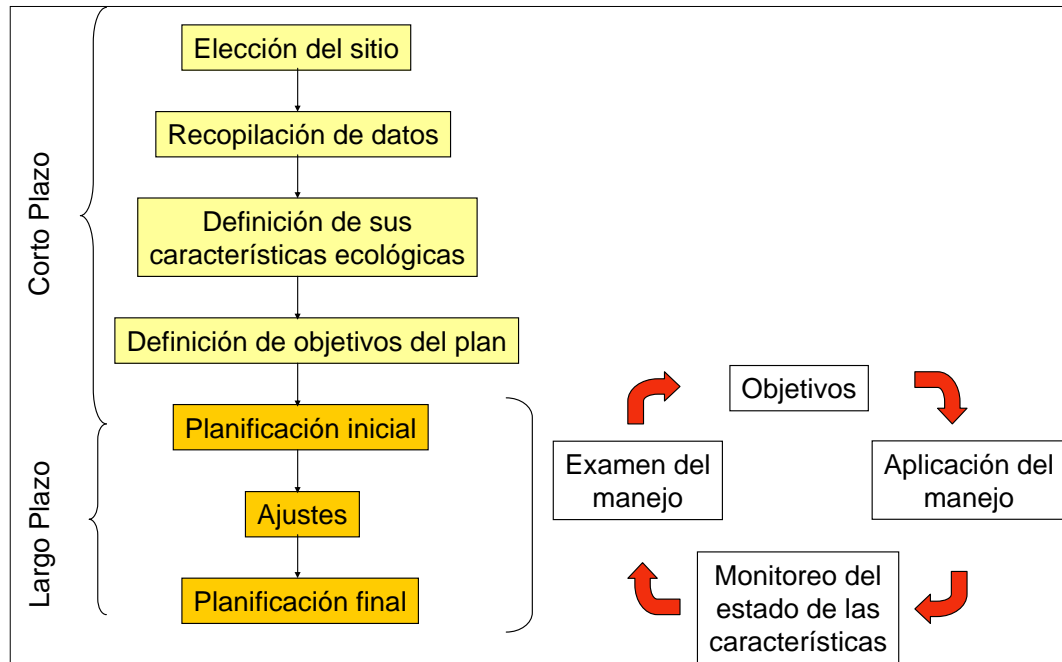 Corto Plazo
Elección del sitio
Recopilación de datos
Definición de sus
características ecológicas
Definición de objetivos del plan
Largo Plazo
Planificación inicial
Ajustes
Planificación final
Objetivos
Aplicación del
manejo
Monitoreo del
estado de las
características
Examen del
manejo